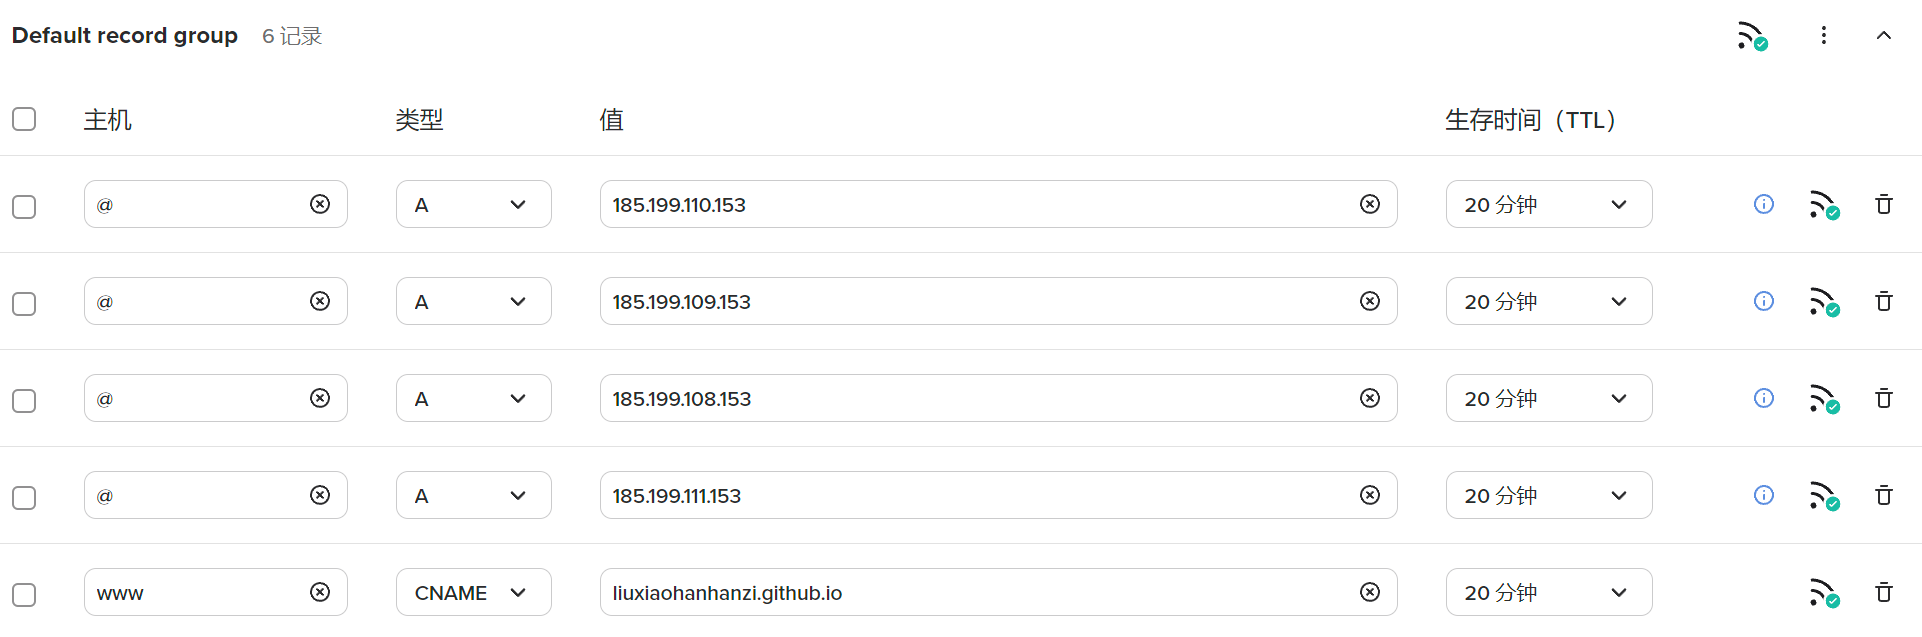 Default record group 6 记录
主机 类型 值 生存时间（TTL）
@ A 185.199.110.153 20 分钟
@ A 185.199.109.153 20 分钟
@ A 185.199.108.153 20 分钟
@ A 185.199.111.153 20 分钟
www CNAME liuxiaohanhanzi.github.io 20 分钟